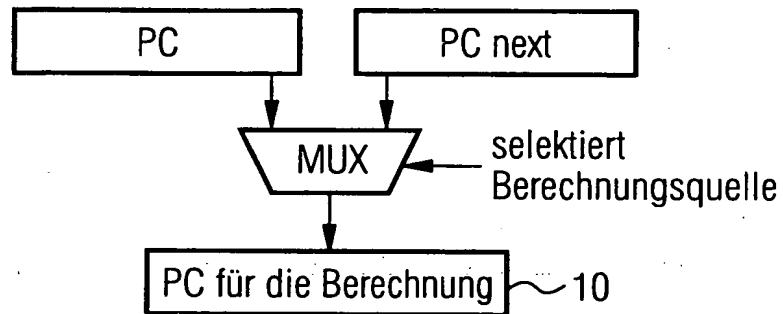 PC
PC next
MUX
selektiert
Berechnungsquelle
PC für die Berechnung
10